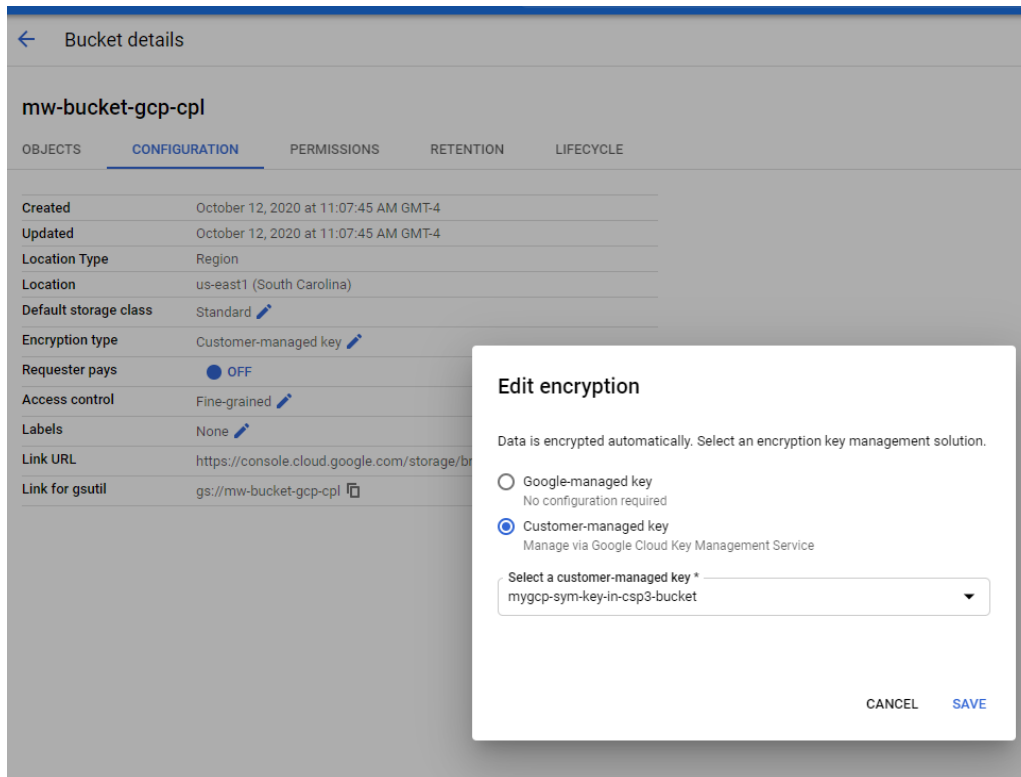 Bucket details
mw-bucket-gcp-cpl
OBJECTS CONFIGURATION PERMISSIONS RETENTION LIFECYCLE
Created October 12, 2020 at 11:07:45 AM GMT-4
Updated October 12, 2020 at 11:07:45 AM GMT-4
Location Type Region
Location us-east1 (South Carolina)
Default storage class Standard
Encryption type Customer-managed key
Requester pays OFF
Access control Fine-grained
Labels None
Link URL https://console.cloud.google.com/storage/br
Link for gsutil gs://mw-bucket-gcp-cpl
Edit encryption
Data is encrypted automatically. Select an encryption key management solution.
Google-managed key
No configuration required
Customer-managed key
Manage via Google Cloud Key Management Service
Select a customer-managed key *
mygcp-sym-key-in-csp3-bucket
CANCEL SAVE